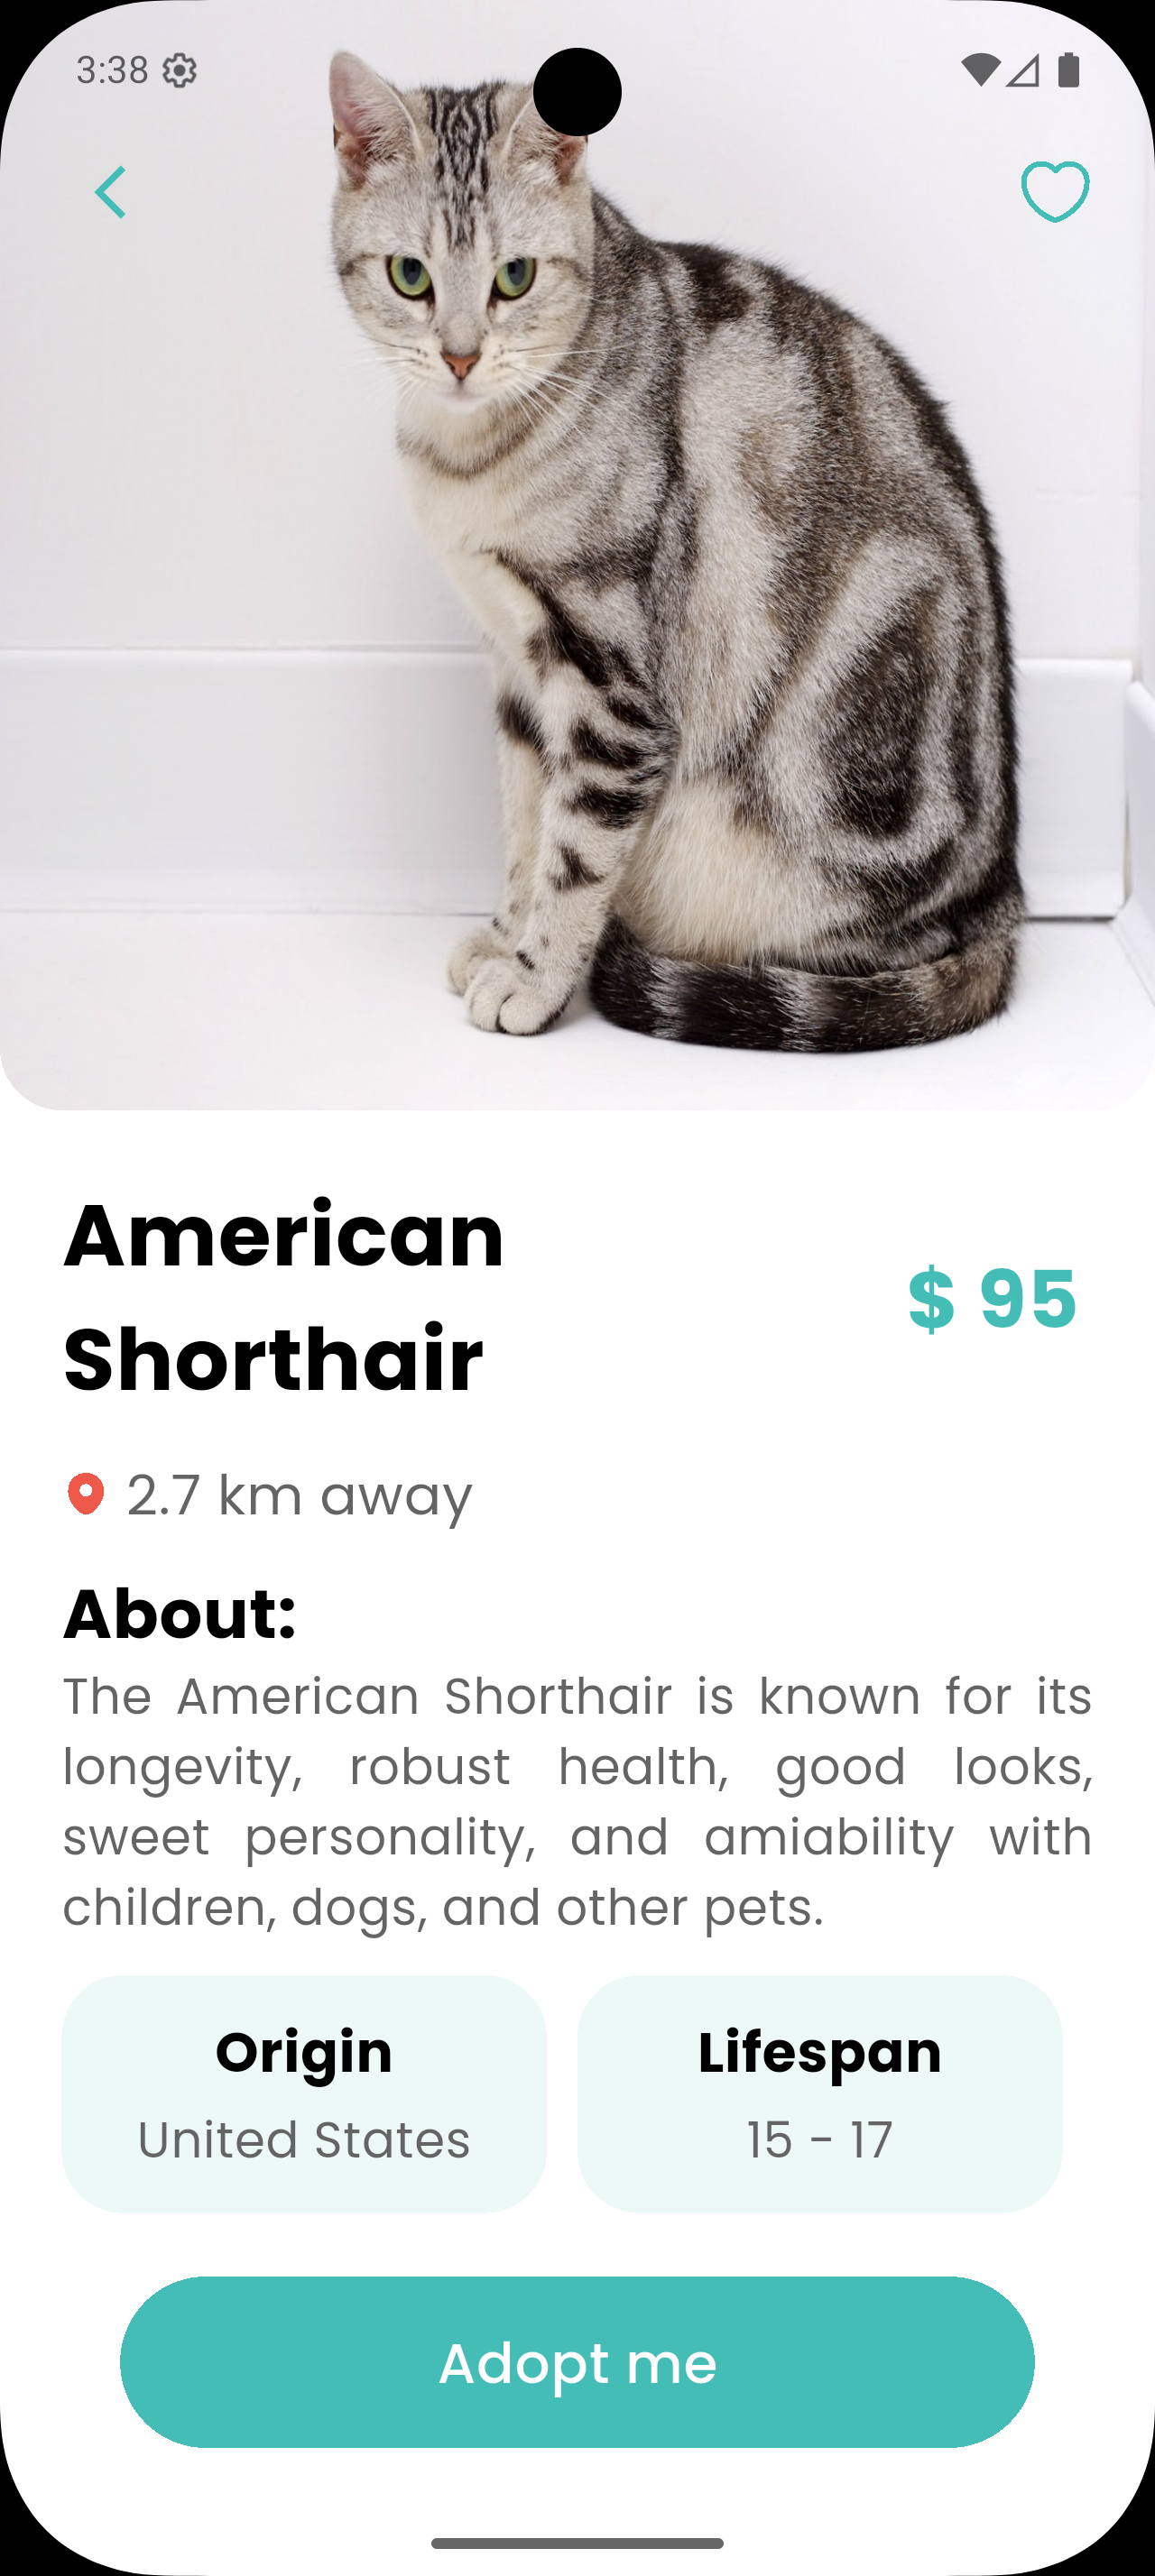 3:38
American
Shorthair
$ 95
2.7 km away
About:
The American Shorthair is known for its
longevity, robust health, good looks,
sweet personality, and amiability with
children, dogs, and other pets.
Origin
United States
Lifespan
15 - 17
Adopt me